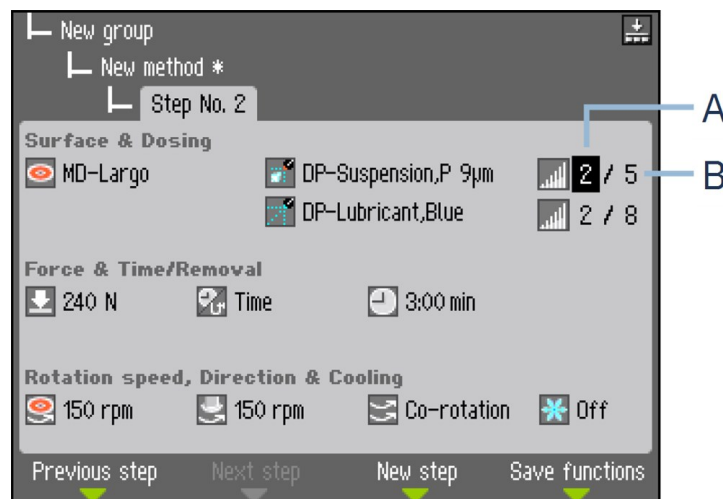 New group
New method *
Step No. 2
A
Surface & Dosing
MD-Largo DP-Suspension,P 9µm 2 / 5
B
DP-Lubricant,Blue 2 / 8
Force & Time/Removal
240 N Time 3:00 min
Rotation speed, Direction & Cooling
150 rpm 150 rpm Co-rotation Off
Previous step Next step New step Save functions